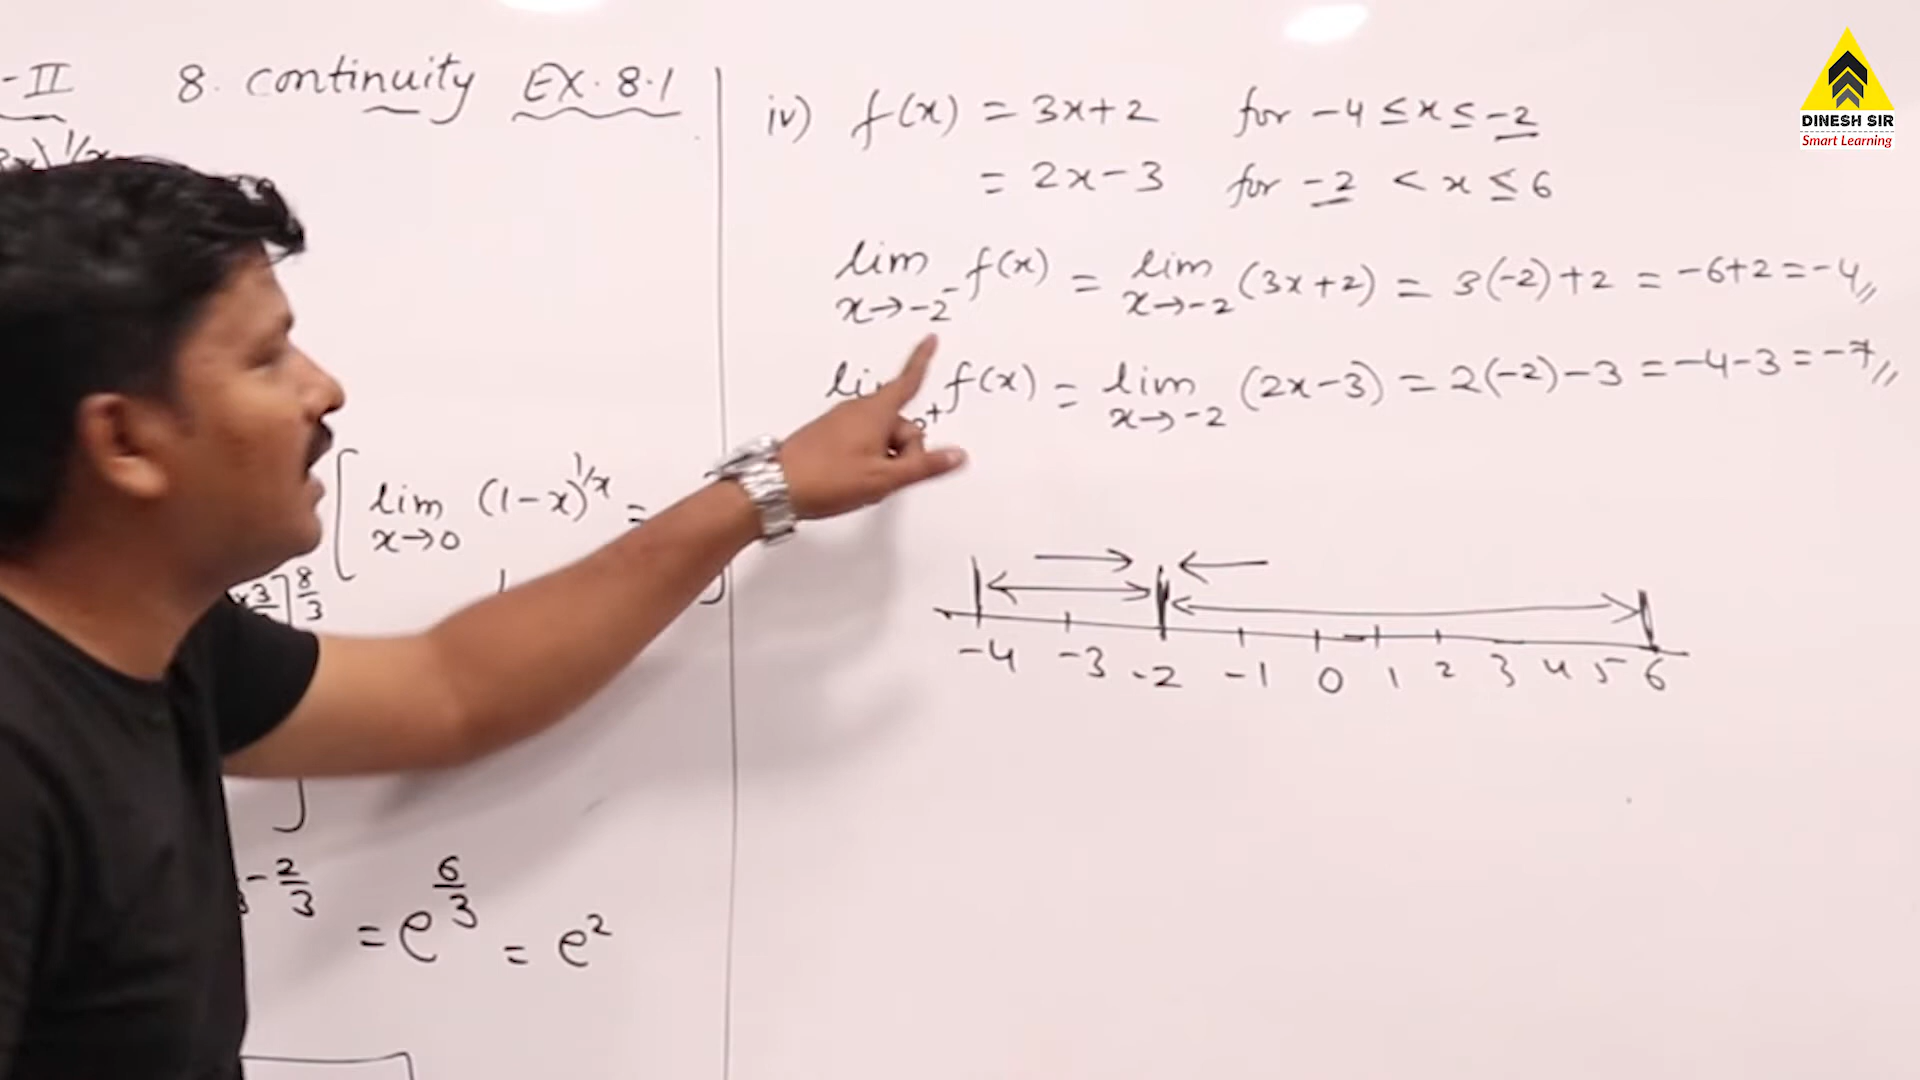 -II 8. Continuity EX. 8.1
[lim x→0 (1-x)^1/x =
8/3
-2/3 = e^6/3 = e^2
iv) f(x) = 3x+2 for -4 ≤ x ≤ -2
= 2x-3 for -2 < x ≤ 6
lim x→-2⁻ f(x) = lim x→-2 (3x+2) = 3(-2)+2 = -6+2 = -4//
f(x) = lim x→-2 (2x-3) = 2(-2)-3 = -4-3 = -7//
-4 -3 -2 -1 0 1 2 3 4 5 6
DINESH SIR
Smart Learning